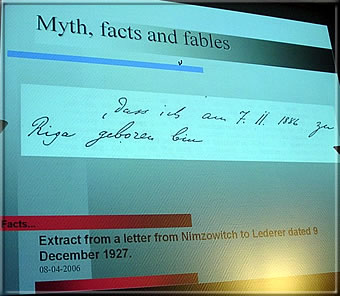 Myth, facts and fables
„Dass ich am 7. II. 1886 zu
Riga geboren bin
Facts...
Extract from a letter from Nimzowitch to Lederer dated 9
December 1927.
08-04-2006